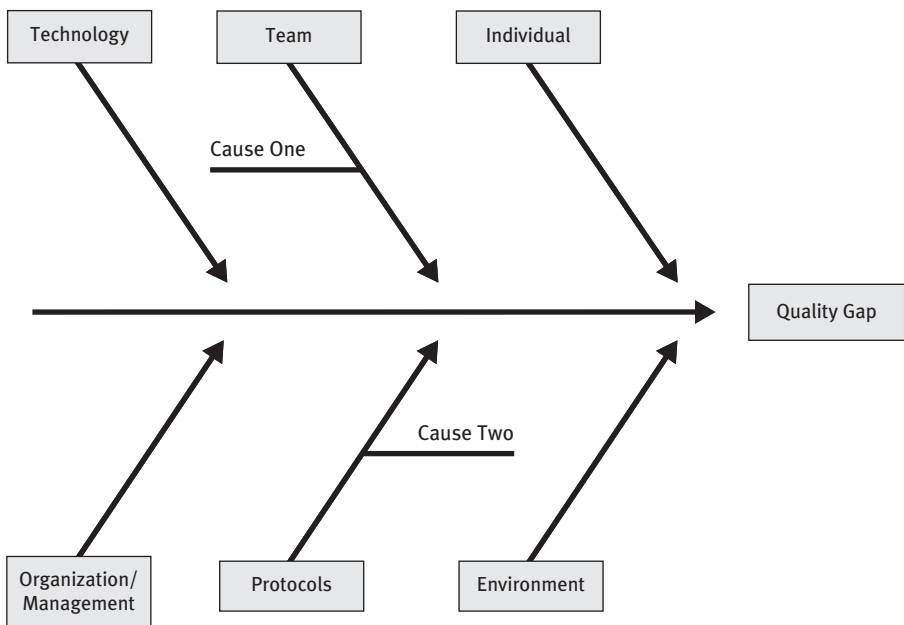 Technology
Team
Individual
Cause One
Quality Gap
Cause Two
Organization/
Management
Protocols
Environment